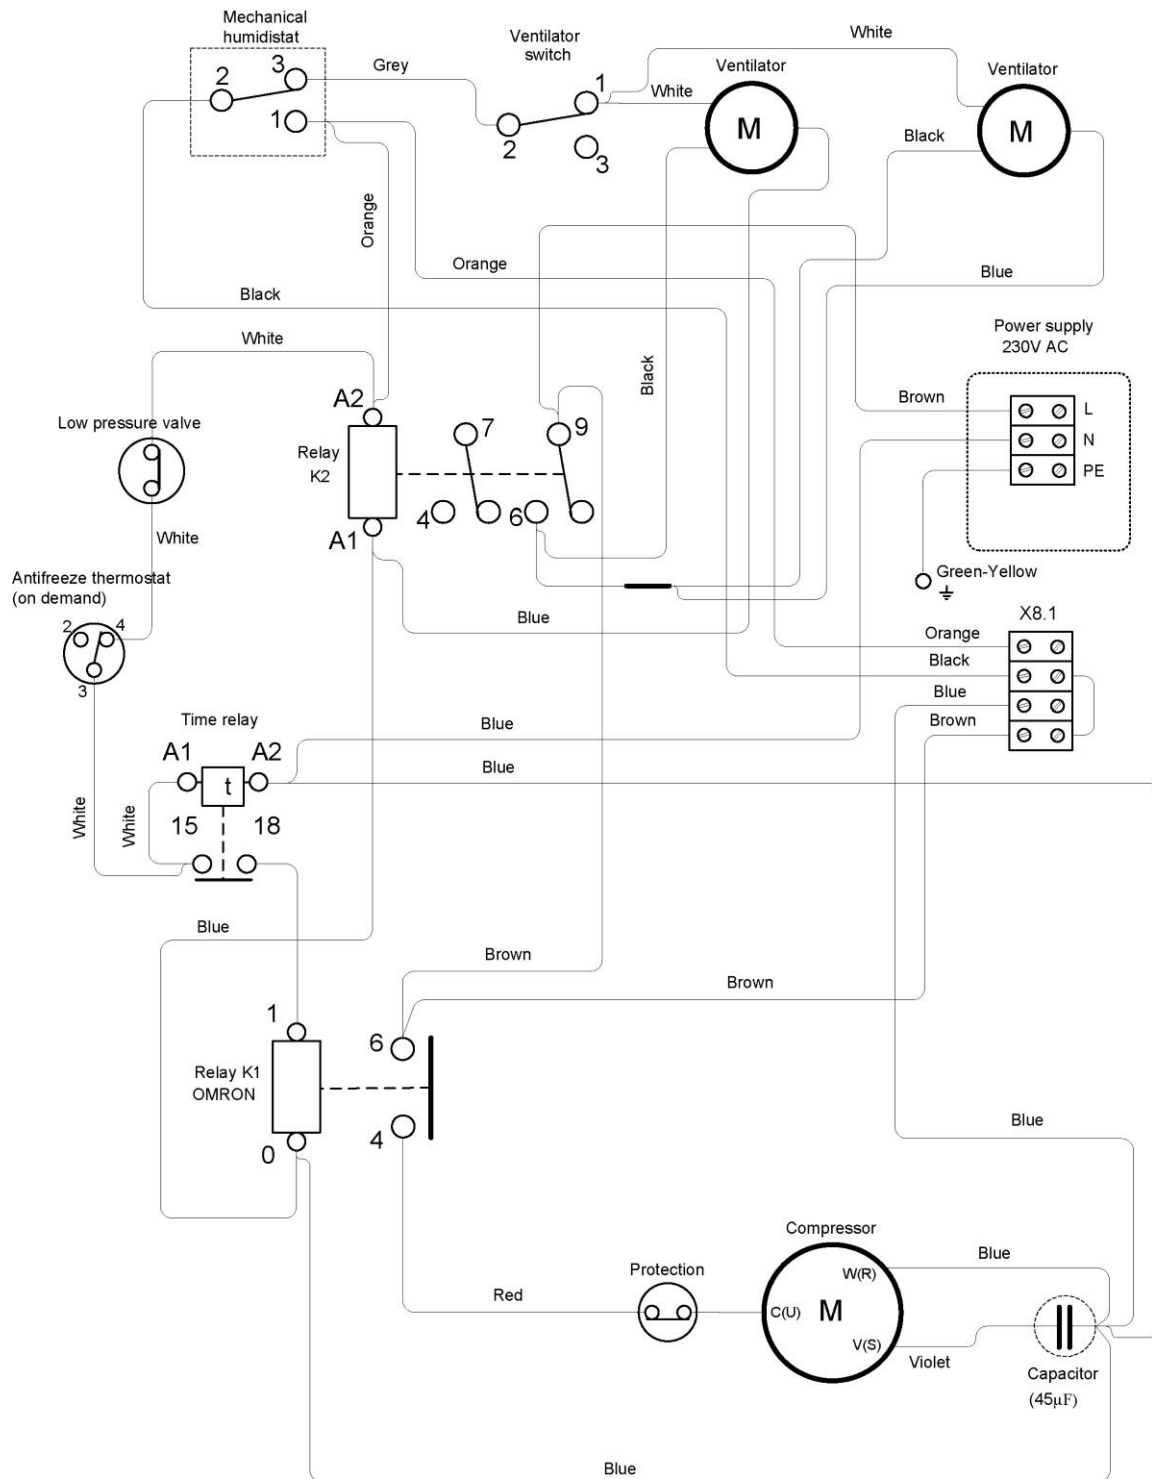 Mechanical
humidistat
2
3
1
Grey
Ventilator
switch
1
2
3
White
White
Ventilator
M
Ventilator
M
Black
Orange
Orange
Black
Blue
White
Black
Power supply
230V AC
Brown
L
N
PE
Low pressure valve
A2
Relay
K2
A1
7
4
9
6
White
Antifreeze thermostat
(on demand)
2
4
3
Green-Yellow
Blue
X8.1
Orange
Black
Blue
Brown
Time relay
Blue
A1
A2
t
Blue
15
18
White
White
Blue
Brown
Brown
1
Relay K1
OMRON
0
6
4
Blue
Compressor
Protection
Red
W(R)
C(U)
M
V(S)
Blue
Violet
Capacitor
(45µF)
Blue